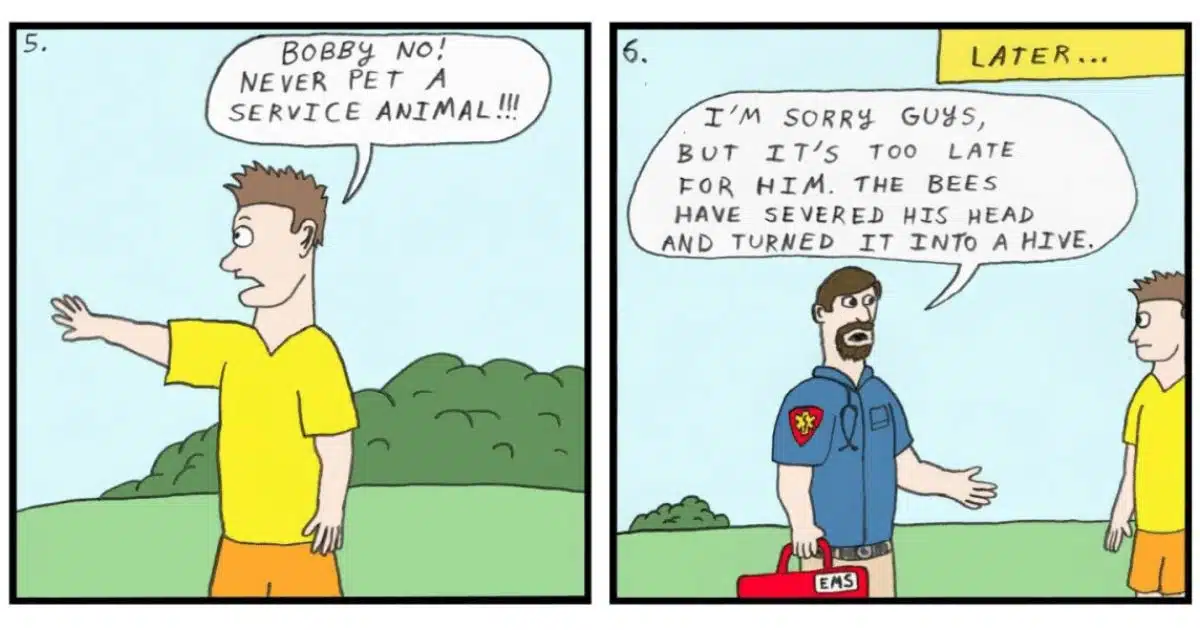 5.
BOBBY NO!
NEVER PET A
SERVICE ANIMAL!!!
6.
LATER...
I'M SORRY GUYS,
BUT IT'S TOO LATE
FOR HIM. THE BEES
HAVE SEVERED HIS HEAD
AND TURNED IT INTO A HIVE.
EMS